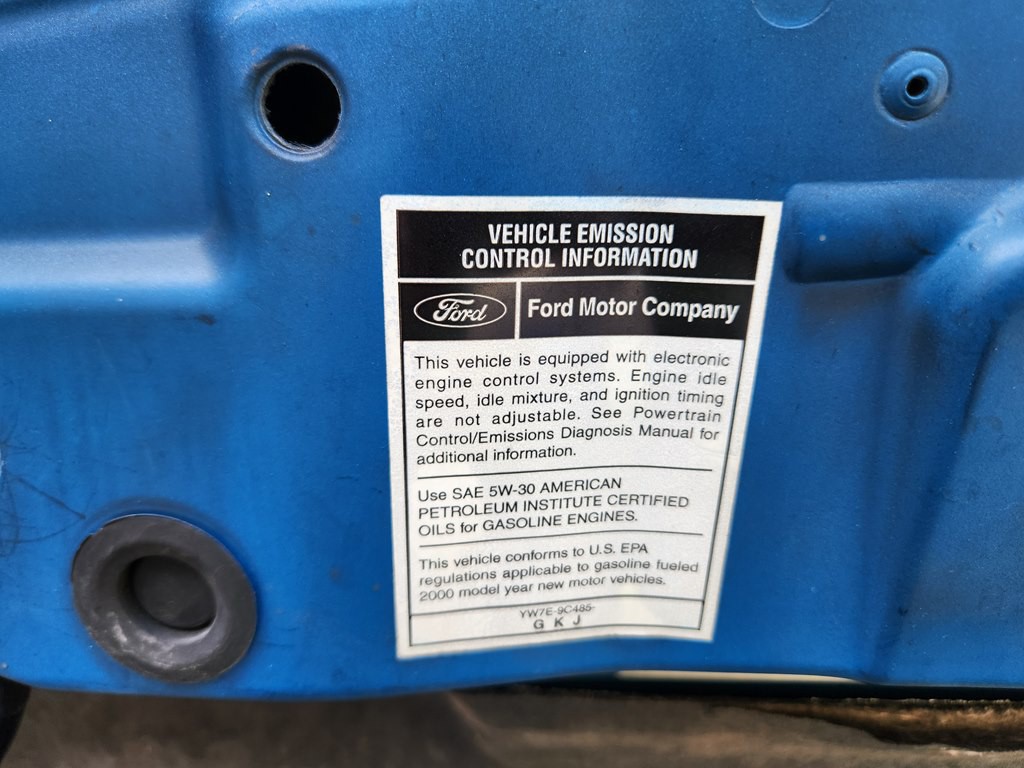 VEHICLE EMISSION
CONTROL INFORMATION
Ford
Ford Motor Company
This vehicle is equipped with electronic
engine control systems. Engine idle
speed, idle mixture, and ignition timing
are not adjustable. See Powertrain
Control/Emissions Diagnosis Manual for
additional information.
Use SAE 5W-30 AMERICAN
PETROLEUM INSTITUTE CERTIFIED
OILS for GASOLINE ENGINES.
This vehicle conforms to U.S. EPA
regulations applicable to gasoline fueled
2000 model year new motor vehicles.
YW7E-9C485-
G K J